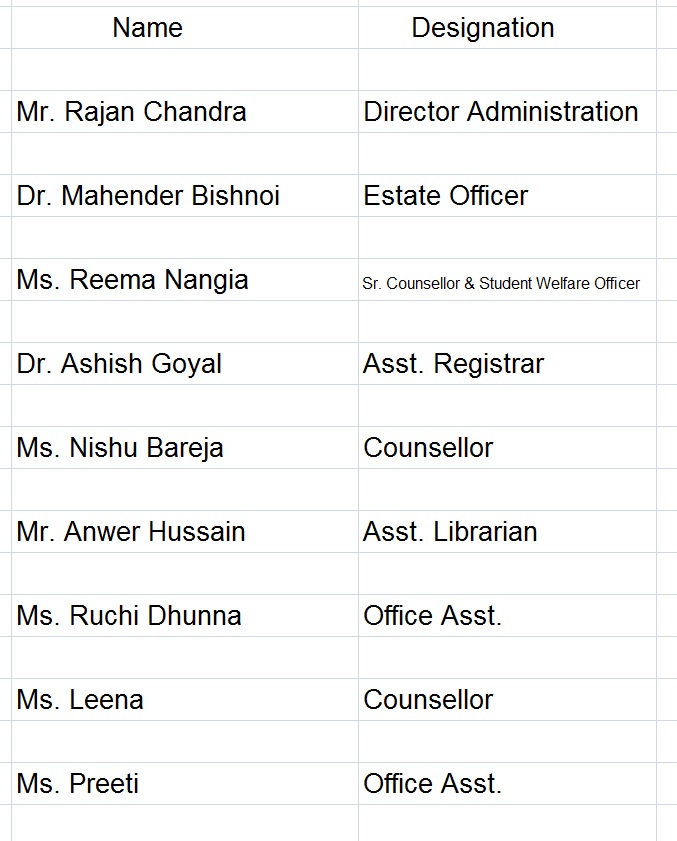 Name Designation
Mr. Rajan Chandra Director Administration
Dr. Mahender Bishnoi Estate Officer
Ms. Reema Nangia Sr. Counsellor & Student Welfare Officer
Dr. Ashish Goyal Asst. Registrar
Ms. Nishu Bareja Counsellor
Mr. Anwer Hussain Asst. Librarian
Ms. Ruchi Dhunna Office Asst.
Ms. Leena Counsellor
Ms. Preeti Office Asst.